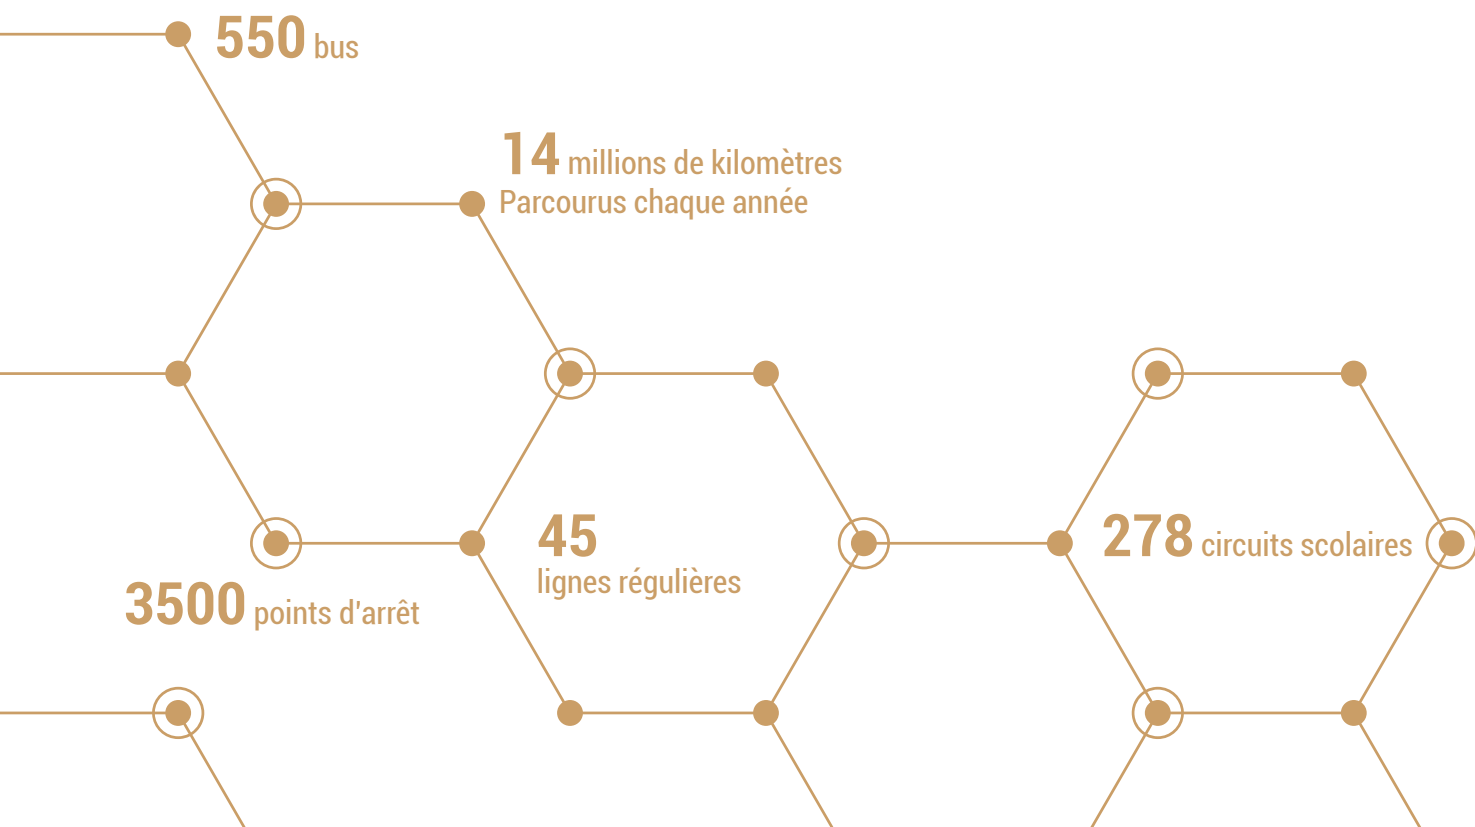 550 bus
14 millions de kilomètres
Parcourus chaque année
45
lignes régulières
278 circuits scolaires
3500 points d'arrêt